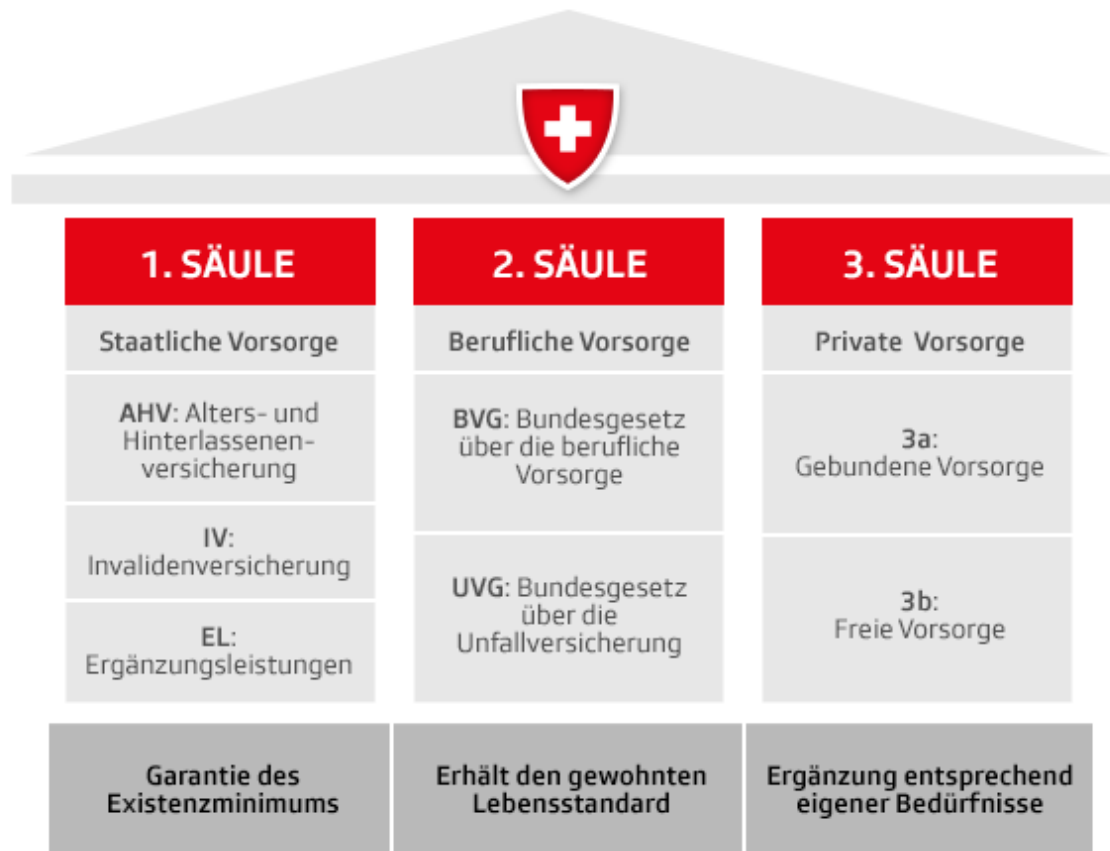 1. SÄULE
Staatliche Vorsorge
AHV: Alters- und
Hinterlassenen-
versicherung
IV:
Invalidenversicherung
EL:
Ergänzungsleistungen
Garantie des
Existenzminimums
2. SÄULE
Berufliche Vorsorge
BVG: Bundesgesetz
über die berufliche
Vorsorge
UVG: Bundesgesetz
über die
Unfallversicherung
Erhält den gewohnten
Lebensstandard
3. SÄULE
Private Vorsorge
3a:
Gebundene Vorsorge
3b:
Freie Vorsorge
Ergänzung entsprechend
eigener Bedürfnisse